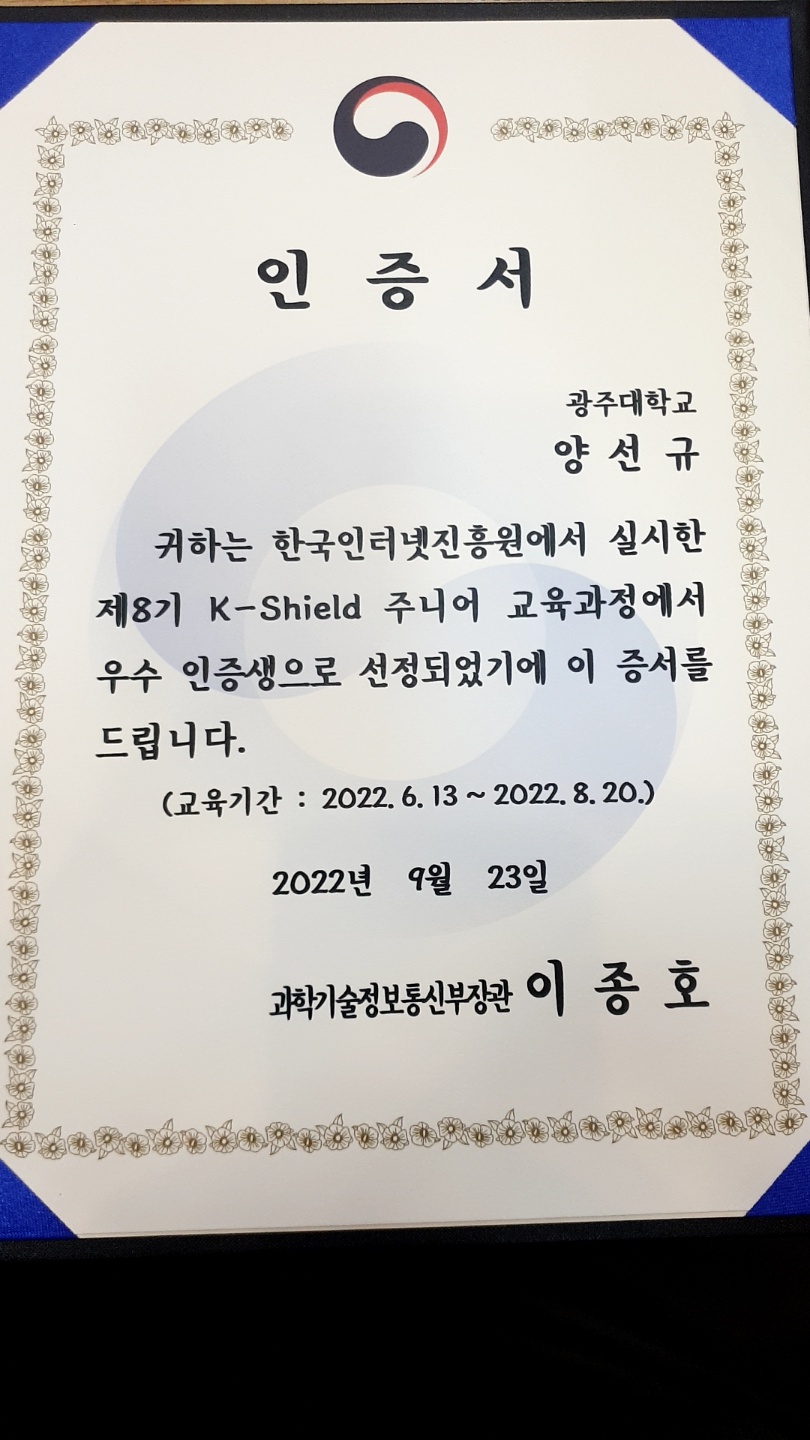 인 증 서
광주대학교
양 선 규
귀하는 한국인터넷진흥원에서 실시한
제8기 K-Shield 주니어 교육과정에서
우수 인증생으로 선정되었기에 이 증서를
드립니다.
(교육기간 : 2022. 6. 13 ~ 2022. 8. 20.)
2022년 9월 23일
과학기술정보통신부장관 이 종 호